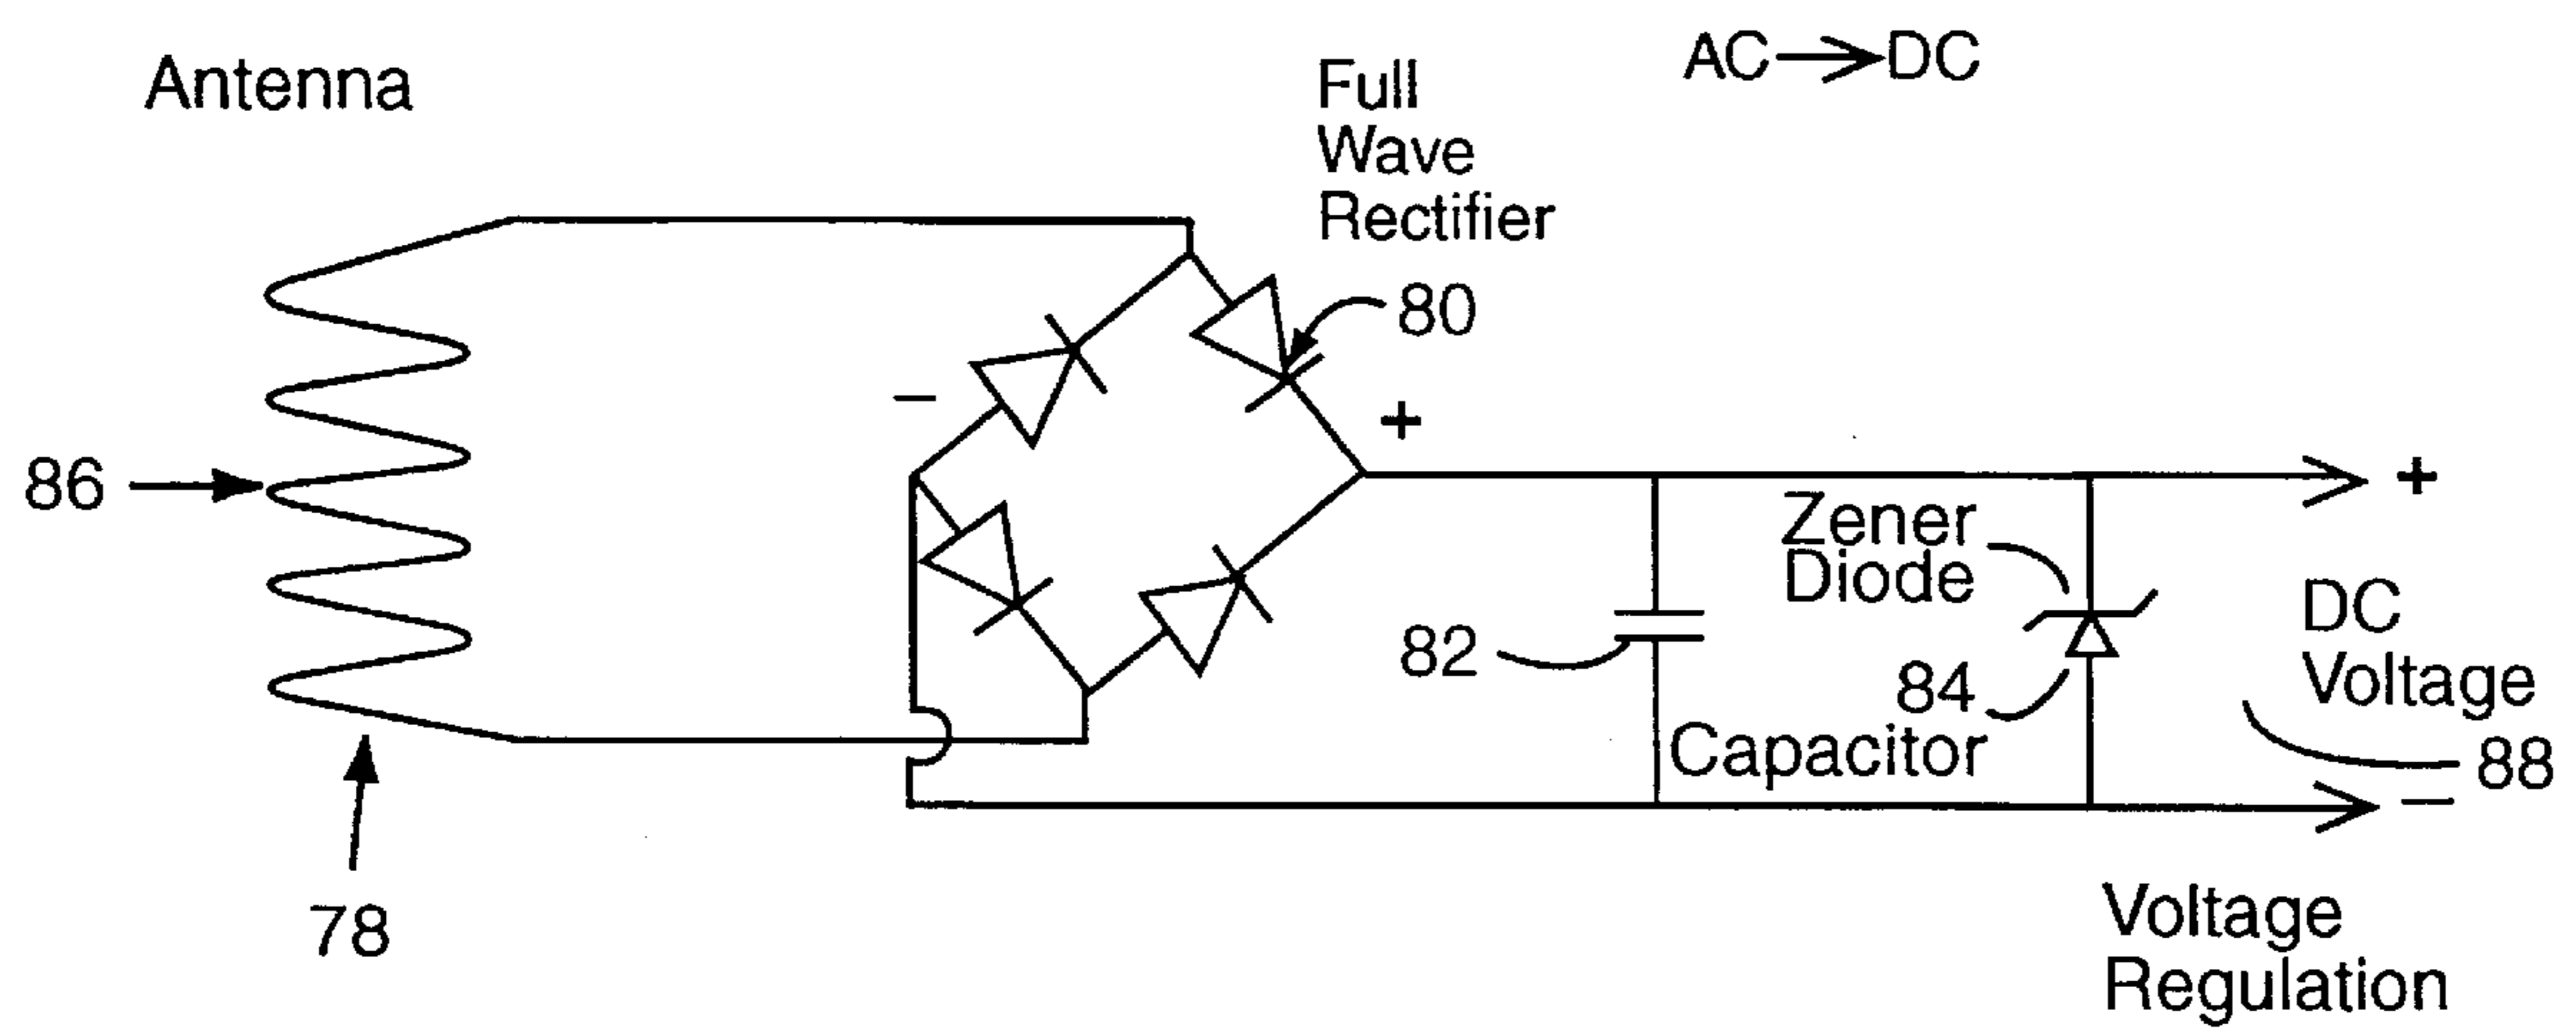 Antenna
AC→DC
Full
Wave
Rectifier
80
−
+
86
+
Zener
Diode
DC
Voltage
82
84
Capacitor
88
−
78
Voltage
Regulation